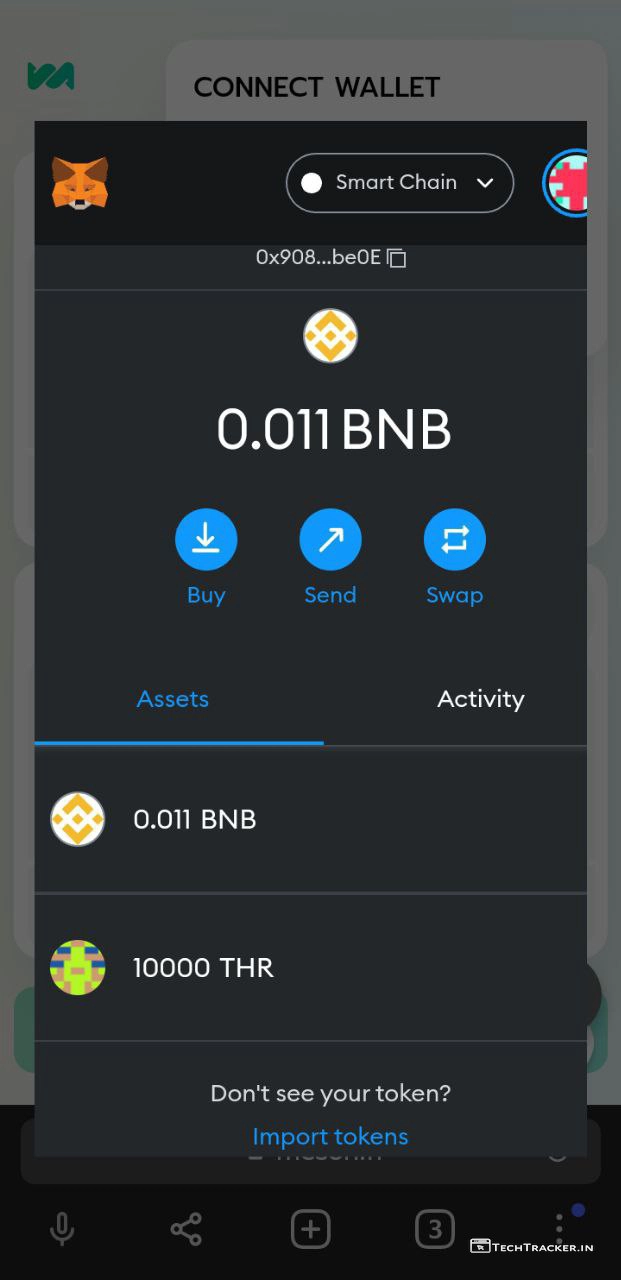 CONNECT WALLET
Smart Chain
0x908...be0E
0.011 BNB
Buy Send Swap
Assets Activity
0.011 BNB
10000 THR
Don't see your token?
Import tokens
3
TECHTRACKER.IN